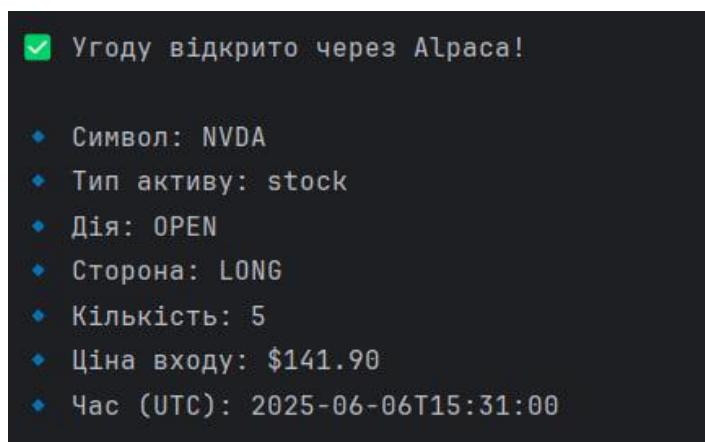 ✅ Угоду відкрито через Alpaca!
🔹 Символ: NVDA
🔹 Тип активу: stock
🔹 Дія: OPEN
🔹 Сторона: LONG
🔹 Кількість: 5
🔹 Ціна входу: $141.90
🔹 Час (UTC): 2025-06-06T15:31:00